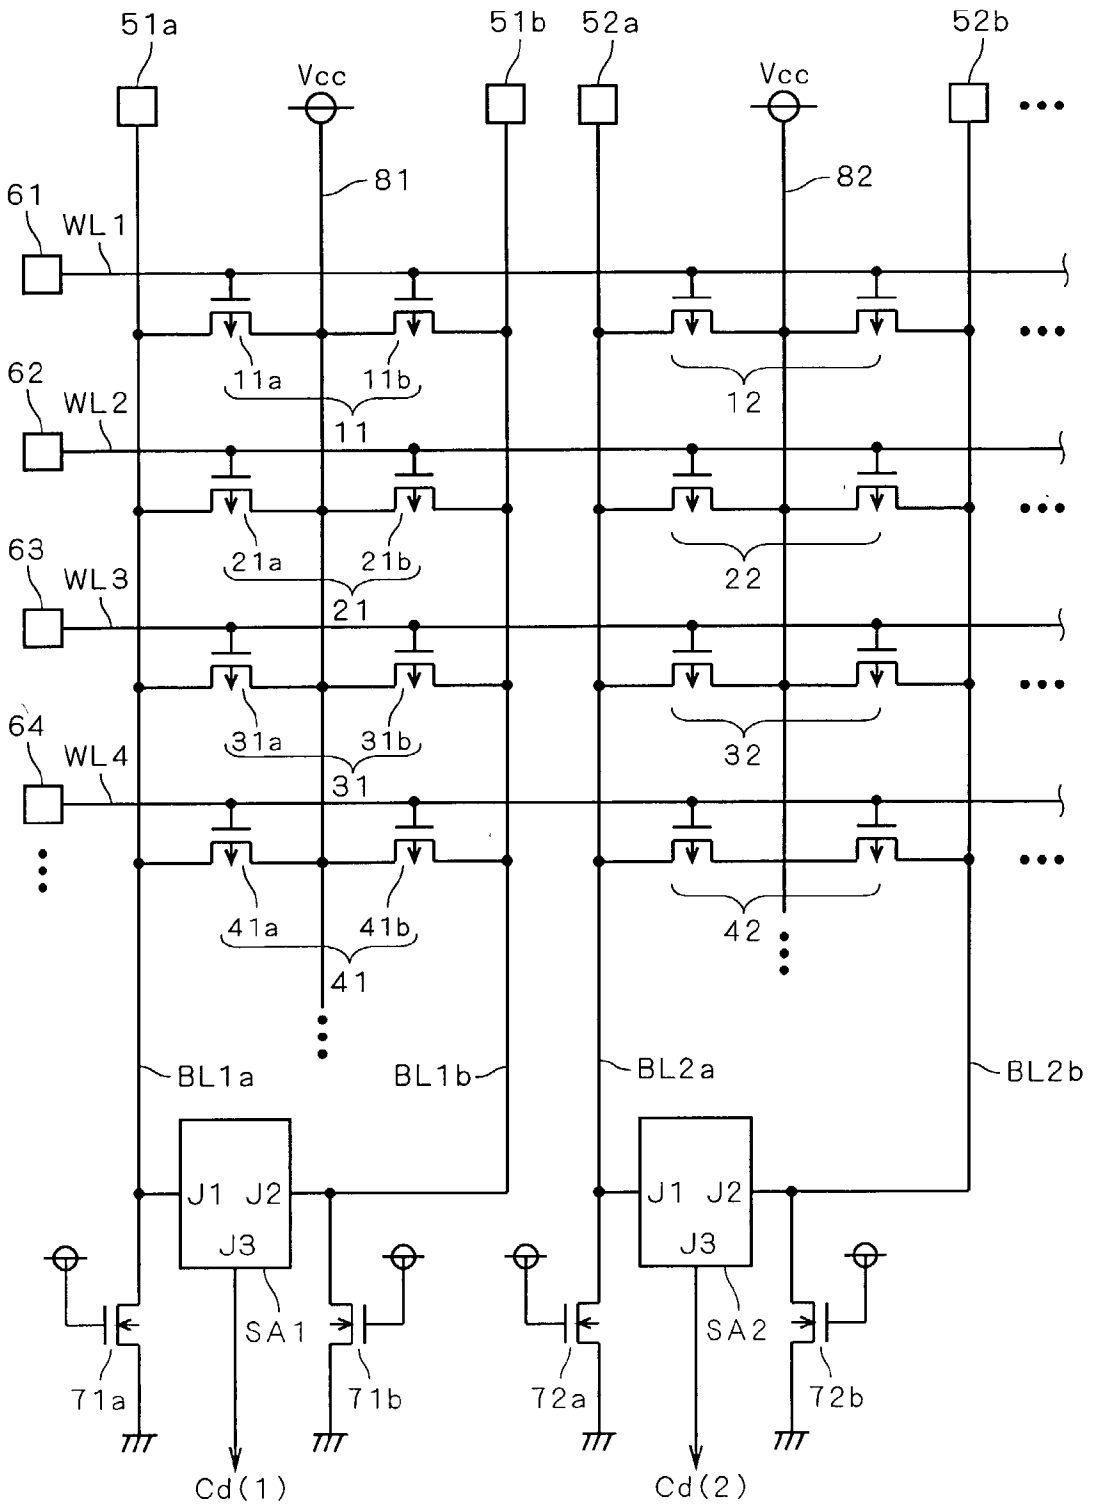 51a 51b 52a 52b
Vcc Vcc
81 82
61
WL1
11a 11b
12
62
WL2
11
21a 21b
22
63
WL3
21
31a 31b
32
64
WL4
31
41a 41b
42
41
BL1a BL1b BL2a BL2b
J1 J2 J1 J2
J3 J3
SA1 SA2
71a 71b 72a 72b
Cd(1) Cd(2)